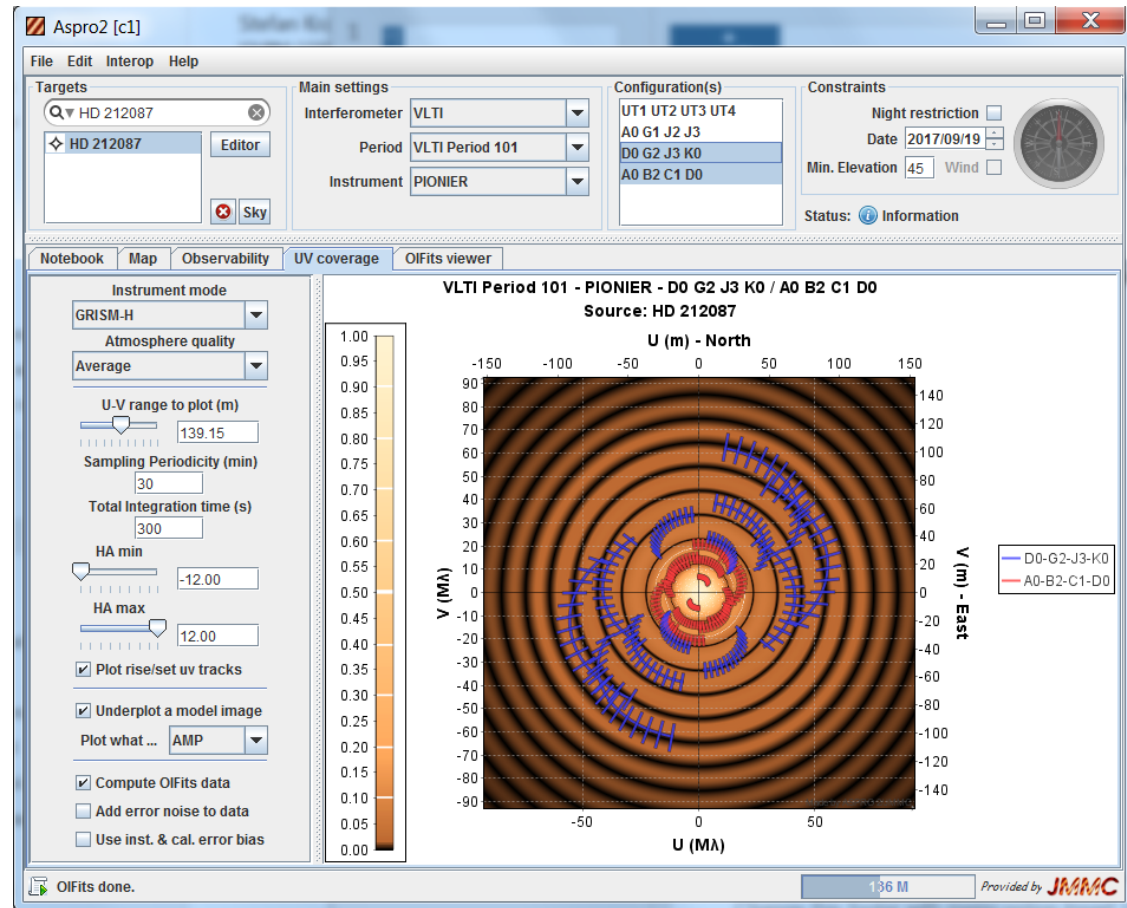 Aspro2 [c1]
File Edit Interop Help
Targets
HD 212087
HD 212087
Editor
Sky
Main settings
Interferometer VLTI
Period VLTI Period 101
Instrument PIONIER
Configuration(s)
UT1 UT2 UT3 UT4
A0 G1 J2 J3
D0 G2 J3 K0
A0 B2 C1 D0
Constraints
Night restriction
Date 2017/09/19
Min. Elevation 45 Wind
Status: Information
Notebook Map Observability UV coverage OIFits viewer
Instrument mode
GRISM-H
Atmosphere quality
Average
U-V range to plot (m)
139.15
Sampling Periodicity (min)
30
Total Integration time (s)
300
HA min
-12.00
HA max
12.00
Plot rise/set uv tracks
Underplot a model image
Plot what ... AMP
Compute OIFits data
Add error noise to data
Use inst. & cal. error bias
VLTI Period 101 - PIONIER - D0 G2 J3 K0 / A0 B2 C1 D0
Source: HD 212087
U (m) - North
-150 -100 -50 0 50 100 150
1.00
0.95
0.90
0.85
0.80
0.75
0.70
0.65
0.60
0.55
0.50
0.45
0.40
0.35
0.30
0.25
0.20
0.15
0.10
0.05
0.00
V (Mλ)
90
80
70
60
50
40
30
20
10
0
-10
-20
-30
-40
-50
-60
-70
-80
-90
140
120
100
80
60
40
20
0
-20
-40
-60
-80
-100
-120
-140
V (m) - East
-50 0 50
U (Mλ)
D0-G2-J3-K0
A0-B2-C1-D0
OIFits done.
136 M
Provided by JMMC